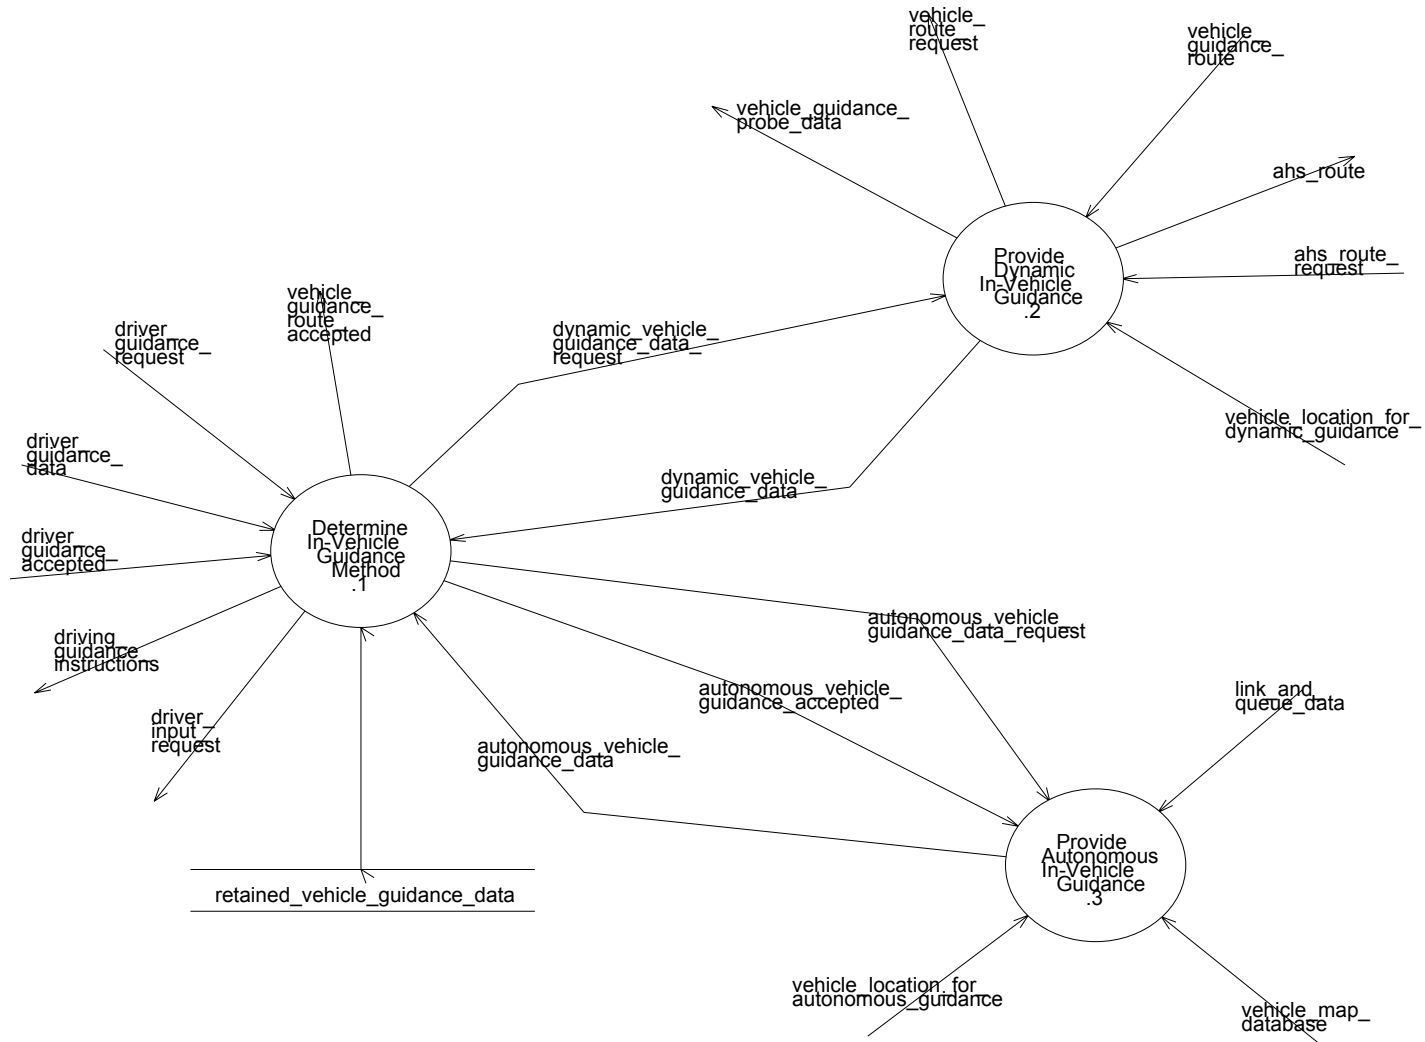 vehicle_
route_
request
vehicle_
guidance_
route
vehicle_guidance_
probe_data
ahs_route
ahs_route_
request
Provide
Dynamic
In-Vehicle
Guidance
.2
vehicle_
guidance_
route_
accepted
driver_
guidance_
request
dynamic_vehicle_
guidance_data_
request
vehicle_location_for_
dynamic_guidance
driver_
guidance_
data
dynamic_vehicle_
guidance_data
driver_
guidance_
accepted_
Determine
In-Vehicle
Guidance
Method
.1
autonomous_vehicle_
guidance_data_request
driving_
guidance_
instructions
autonomous_vehicle_
guidance_accepted
link_and_
queue_data
driver_
input_
request
autonomous_vehicle_
guidance_data
Provide
Autonomous
In-Vehicle
Guidance
.3
retained_vehicle_guidance_data
vehicle_location_for_
autonomous_guidance
vehicle_map_
database